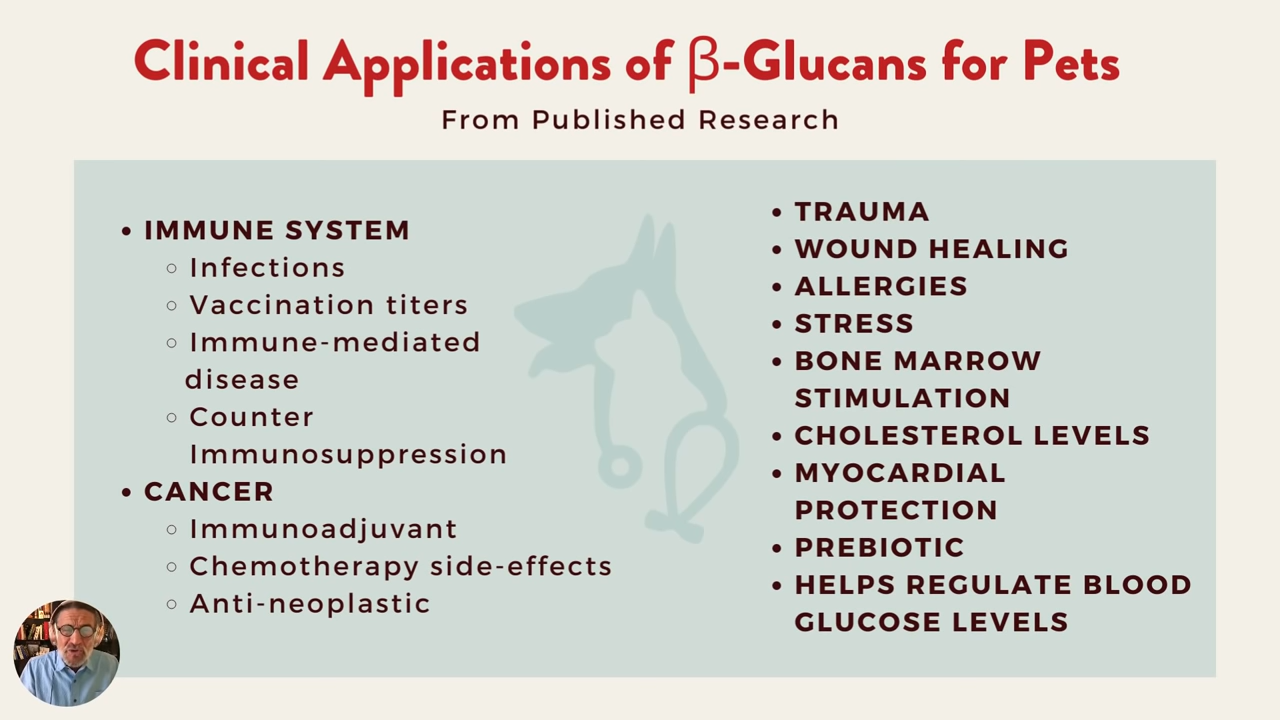 Clinical Applications of β-Glucans for Pets
From Published Research
• IMMUNE SYSTEM
○ Infections
○ Vaccination titers
○ Immune-mediated
disease
○ Counter
Immunosuppression
• CANCER
○ Immunoadjuvant
○ Chemotherapy side-effects
○ Anti-neoplastic
• TRAUMA
• WOUND HEALING
• ALLERGIES
• STRESS
• BONE MARROW
STIMULATION
• CHOLESTEROL LEVELS
• MYOCARDIAL
PROTECTION
• PREBIOTIC
• HELPS REGULATE BLOOD
GLUCOSE LEVELS